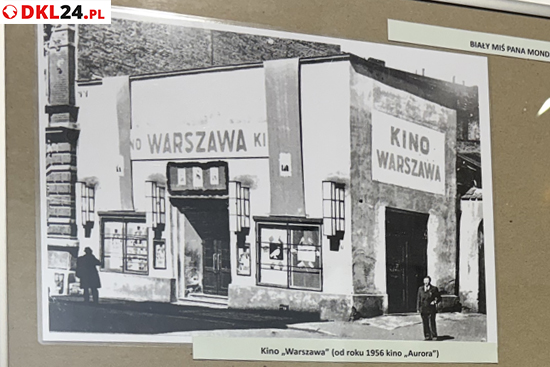 DKL24.PL
BIAŁY MIŚ PANA MOND
NO WARSZAWA KI
KINO
WARSZAWA
Kino „Warszawa” (od roku 1956 kino „Aurora”)